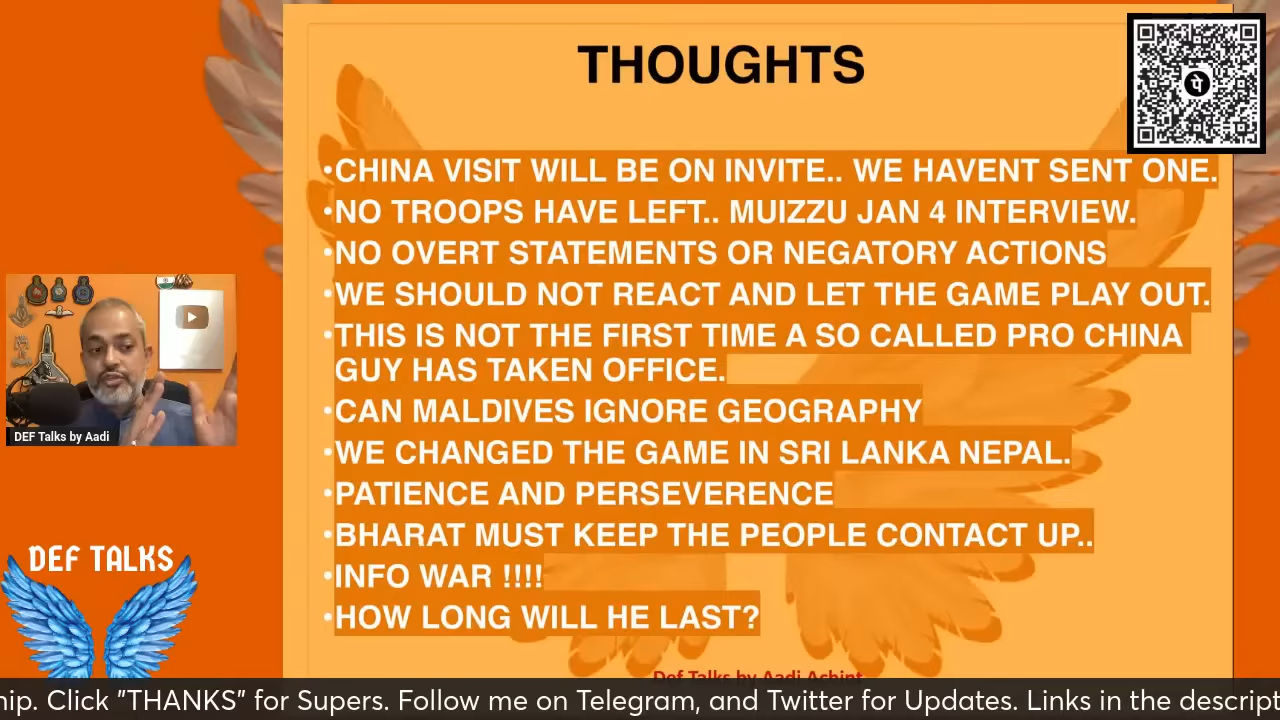 THOUGHTS
•CHINA VISIT WILL BE ON INVITE.. WE HAVENT SENT ONE.
•NO TROOPS HAVE LEFT.. MUIZZU JAN 4 INTERVIEW.
•NO OVERT STATEMENTS OR NEGATORY ACTIONS
•WE SHOULD NOT REACT AND LET THE GAME PLAY OUT.
•THIS IS NOT THE FIRST TIME A SO CALLED PRO CHINA
GUY HAS TAKEN OFFICE.
•CAN MALDIVES IGNORE GEOGRAPHY
•WE CHANGED THE GAME IN SRI LANKA NEPAL.
•PATIENCE AND PERSEVERENCE
•BHARAT MUST KEEP THE PEOPLE CONTACT UP..
•INFO WAR !!!!
•HOW LONG WILL HE LAST?
Def Talks by Aadi Achint
पे
DEF Talks by Aadi
DEF TALKS
hip. Click "THANKS" for Supers. Follow me on Telegram, and Twitter for Updates. Links in the descript